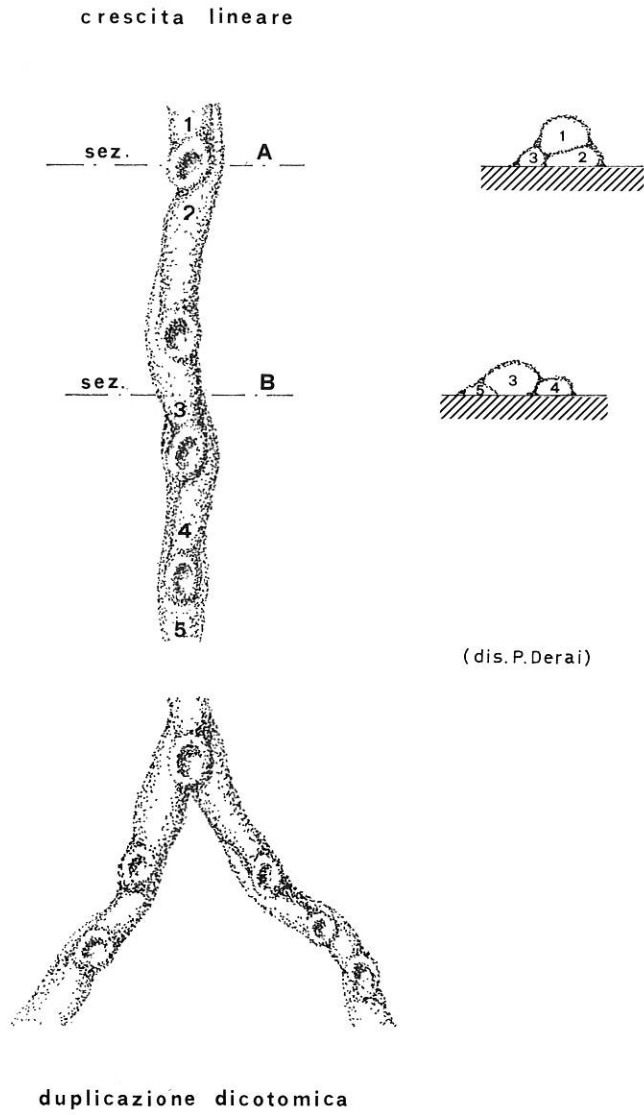 crescita lineare
1
sez. A
1
3 2
2
sez. B
3
5 3 4
4
5
(dis. P. Derai)
duplicazione dicotomica